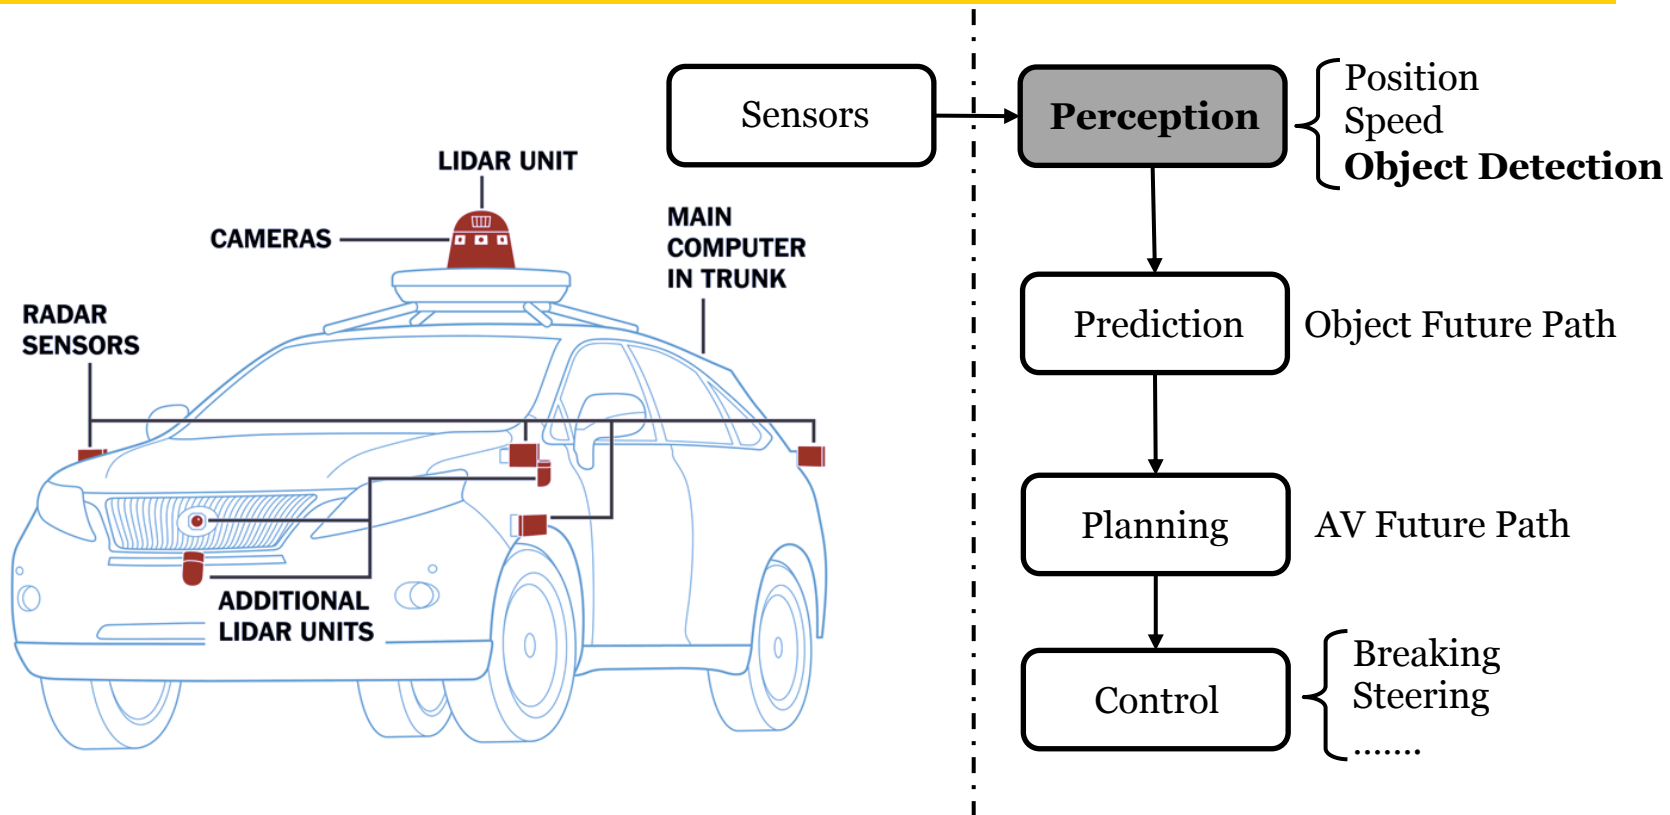 LIDAR UNIT
CAMERAS
MAIN
COMPUTER
IN TRUNK
RADAR
SENSORS
ADDITIONAL
LIDAR UNITS
Sensors
Perception
Position
Speed
Object Detection
Prediction
Object Future Path
Planning
AV Future Path
Control
Breaking
Steering
.......